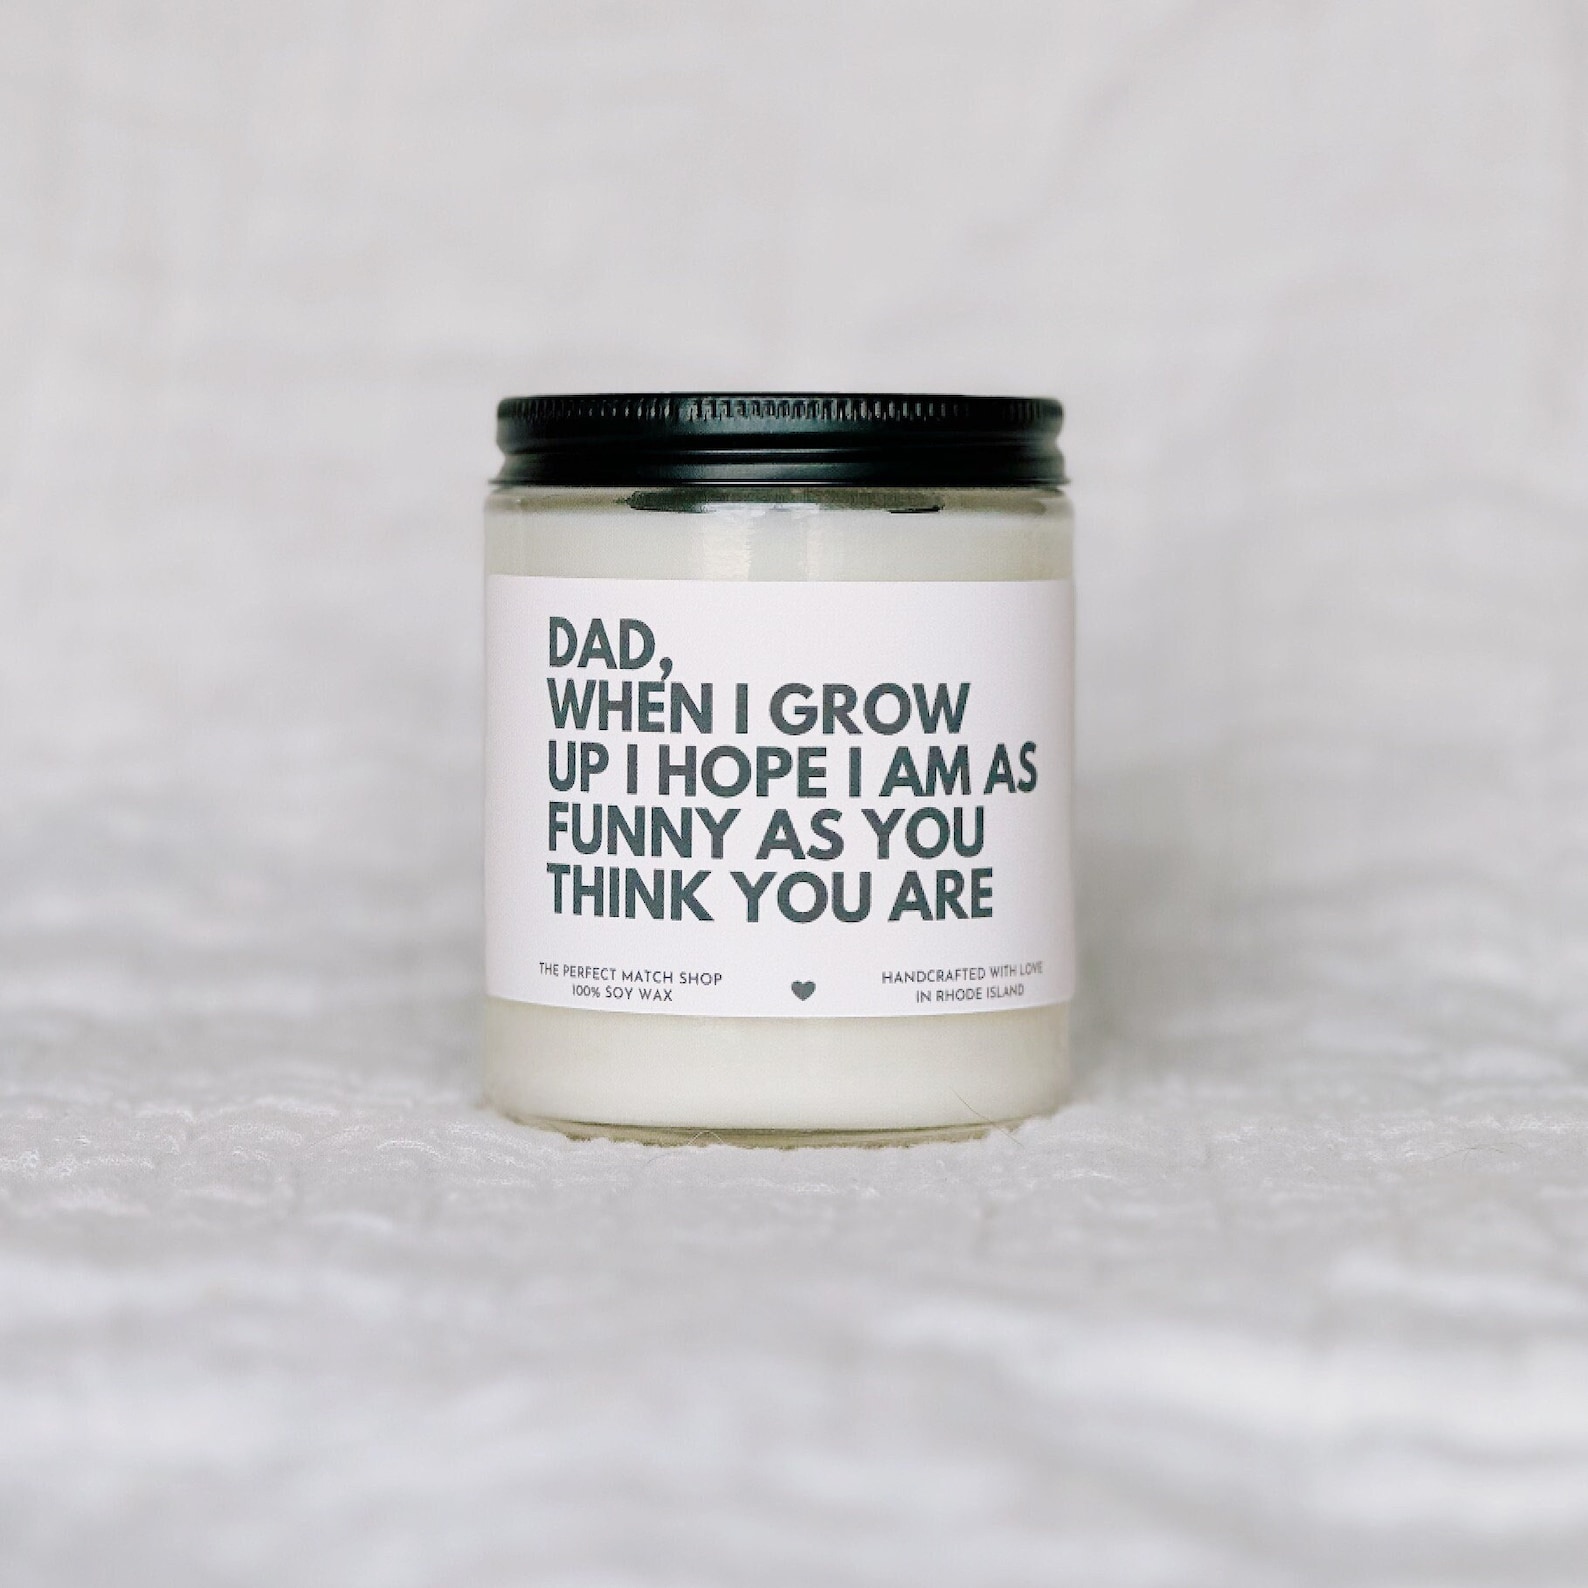 DAD,
WHEN I GROW
UP I HOPE I AM AS
FUNNY AS YOU
THINK YOU ARE
THE PERFECT MATCH SHOP
100% SOY WAX
HANDCRAFTED WITH LOVE
IN RHODE ISLAND